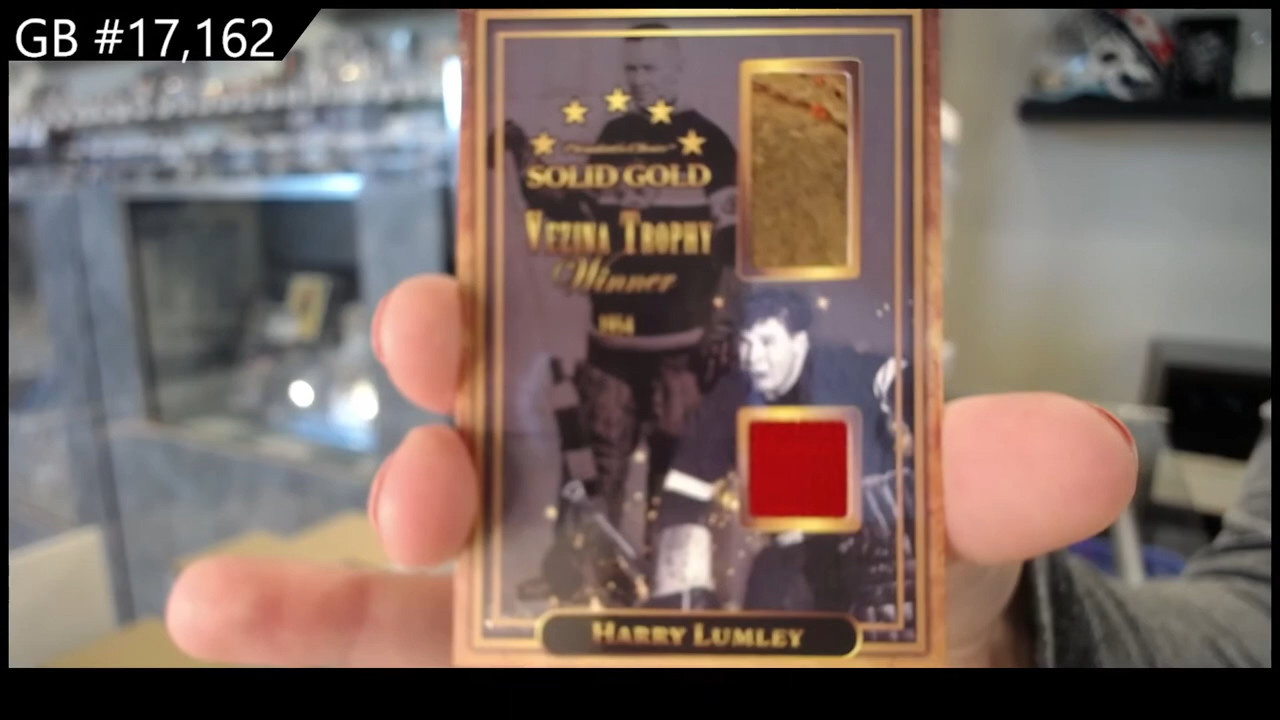 GB #17,162
SOLID GOLD
VEZINA TROPHY
Winner
1954
HARRY LUMLEY